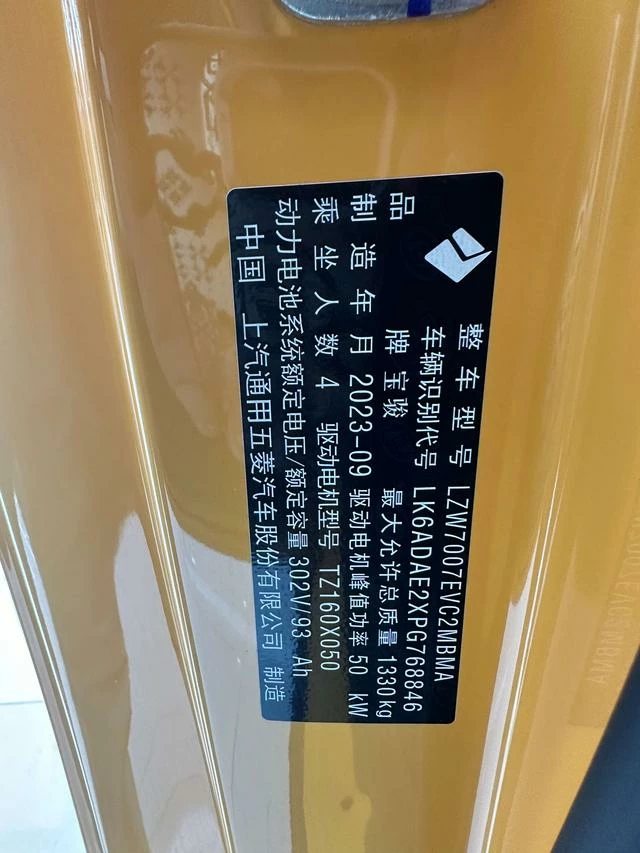 整车型号 LZW7007EVC2MBMA
车辆识别代号 LK6ADAE2XPG768846
品牌 宝骏 最大允许总质量 1330kg
制造年月 2023-09 驱动电机峰值功率 50 kW
乘坐人数 4 驱动电机型号 TZ160X050
动力电池系统额定电压/额定容量 302V/93 Ah
中国 上汽通用五菱汽车股份有限公司 制造